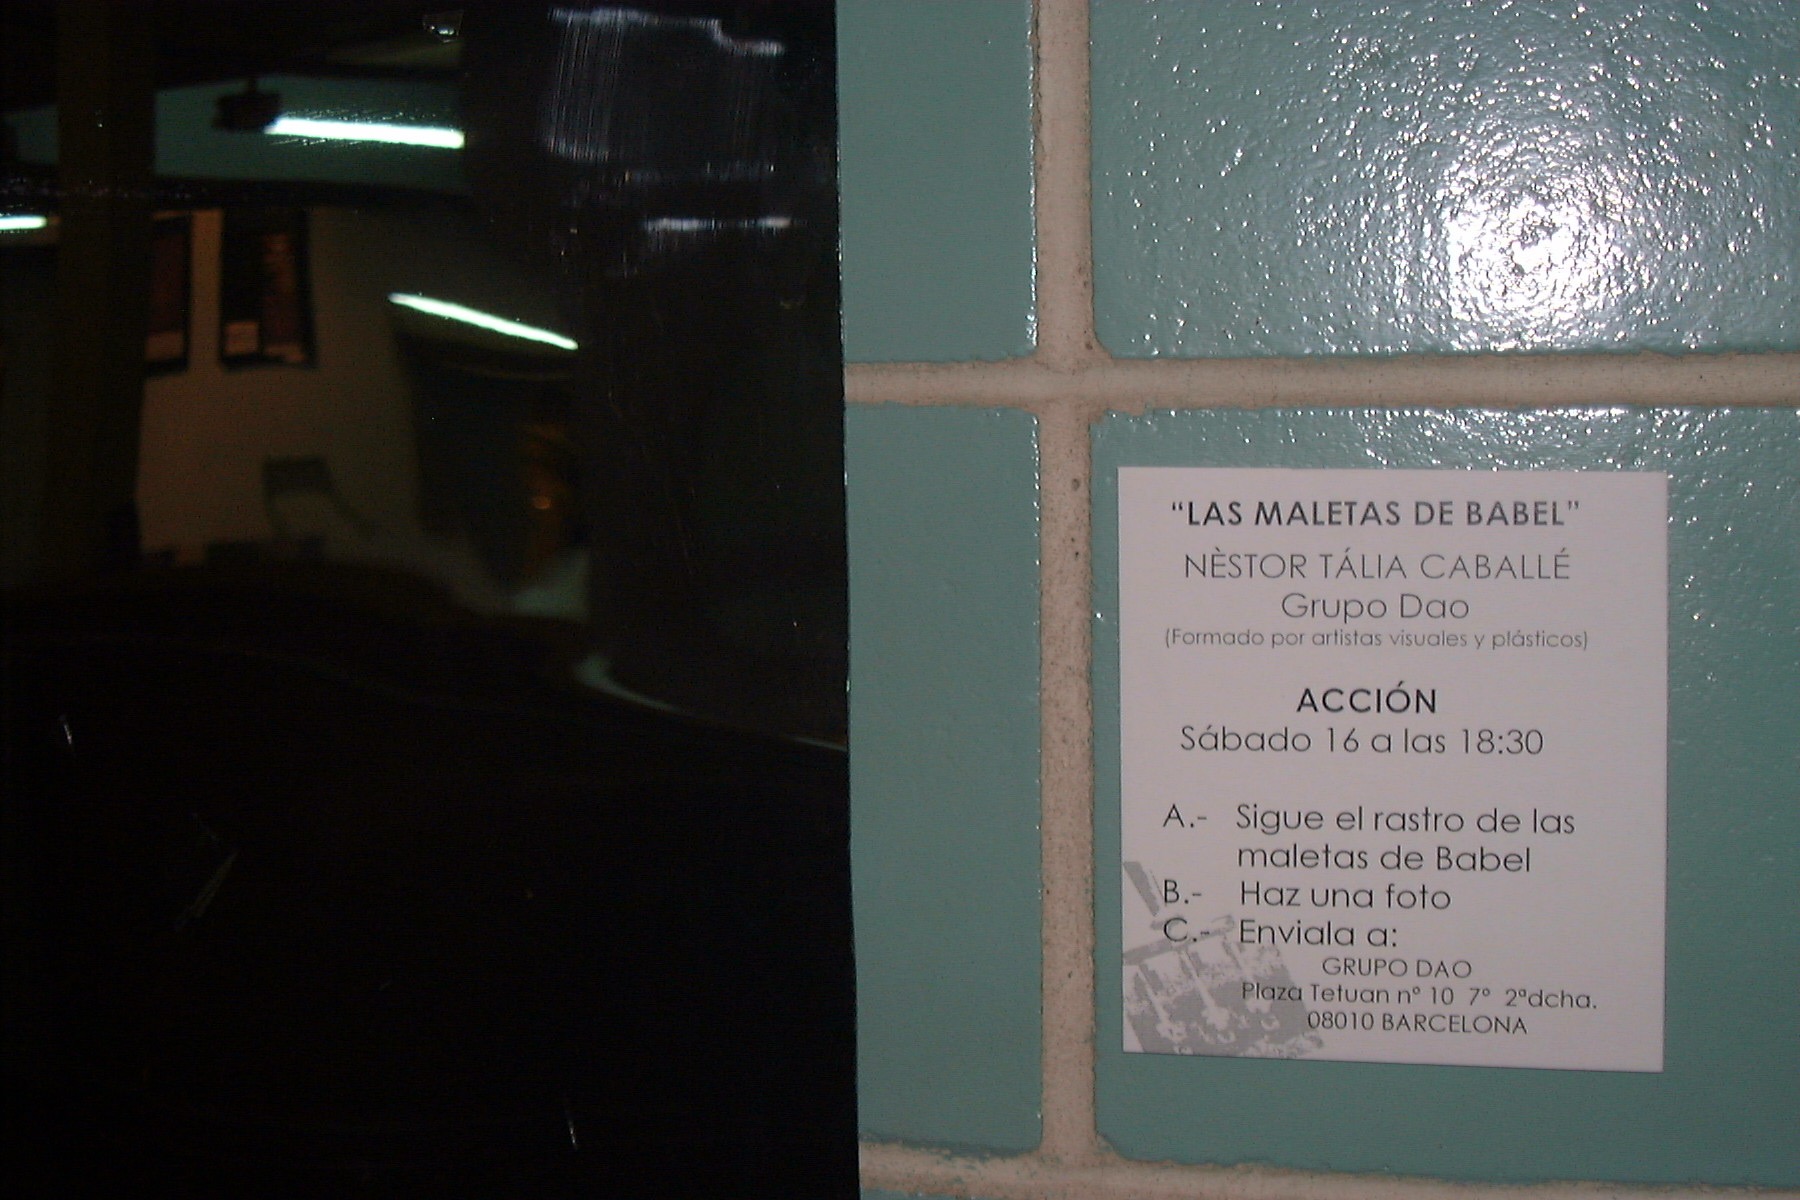 “LAS MALETAS DE BABEL”
NÈSTOR TÁLIA CABALLÉ
Grupo Dao
(Formado por artistas visuales y plásticos)
ACCIÓN
Sábado 16 a las 18:30
A.- Sigue el rastro de las
maletas de Babel
B.- Haz una foto
C.- Enviala a:
GRUPO DAO
Plaza Tetuan nº 10 7º 2ªdcha.
08010 BARCELONA